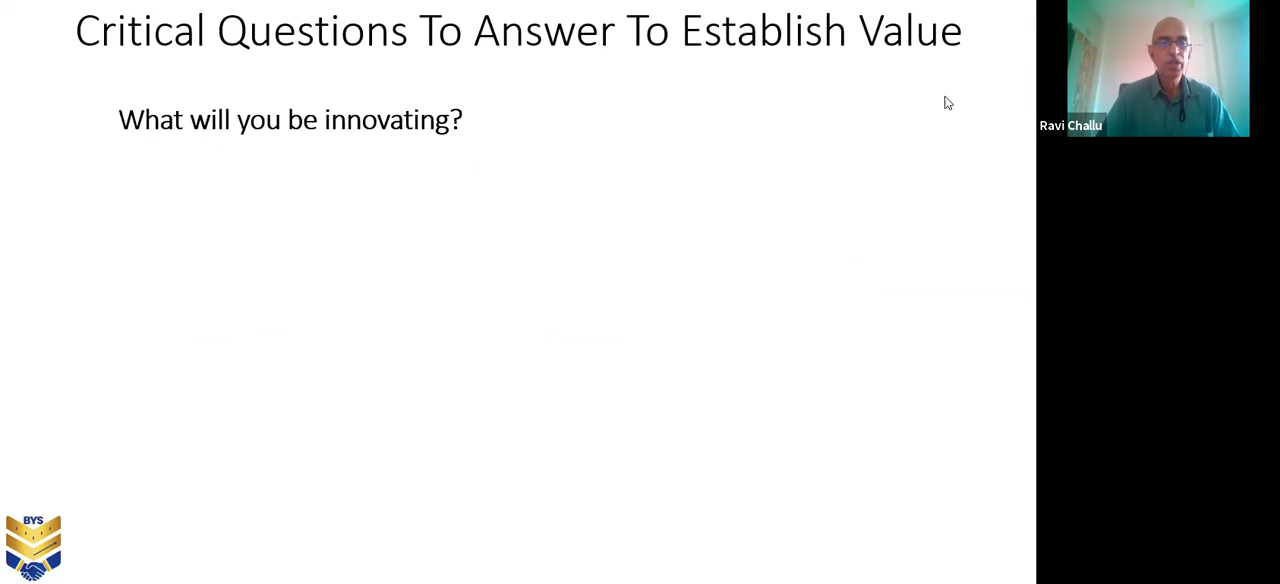 Critical Questions To Answer To Establish Value
What will you be innovating?
Ravi Challu
BYS